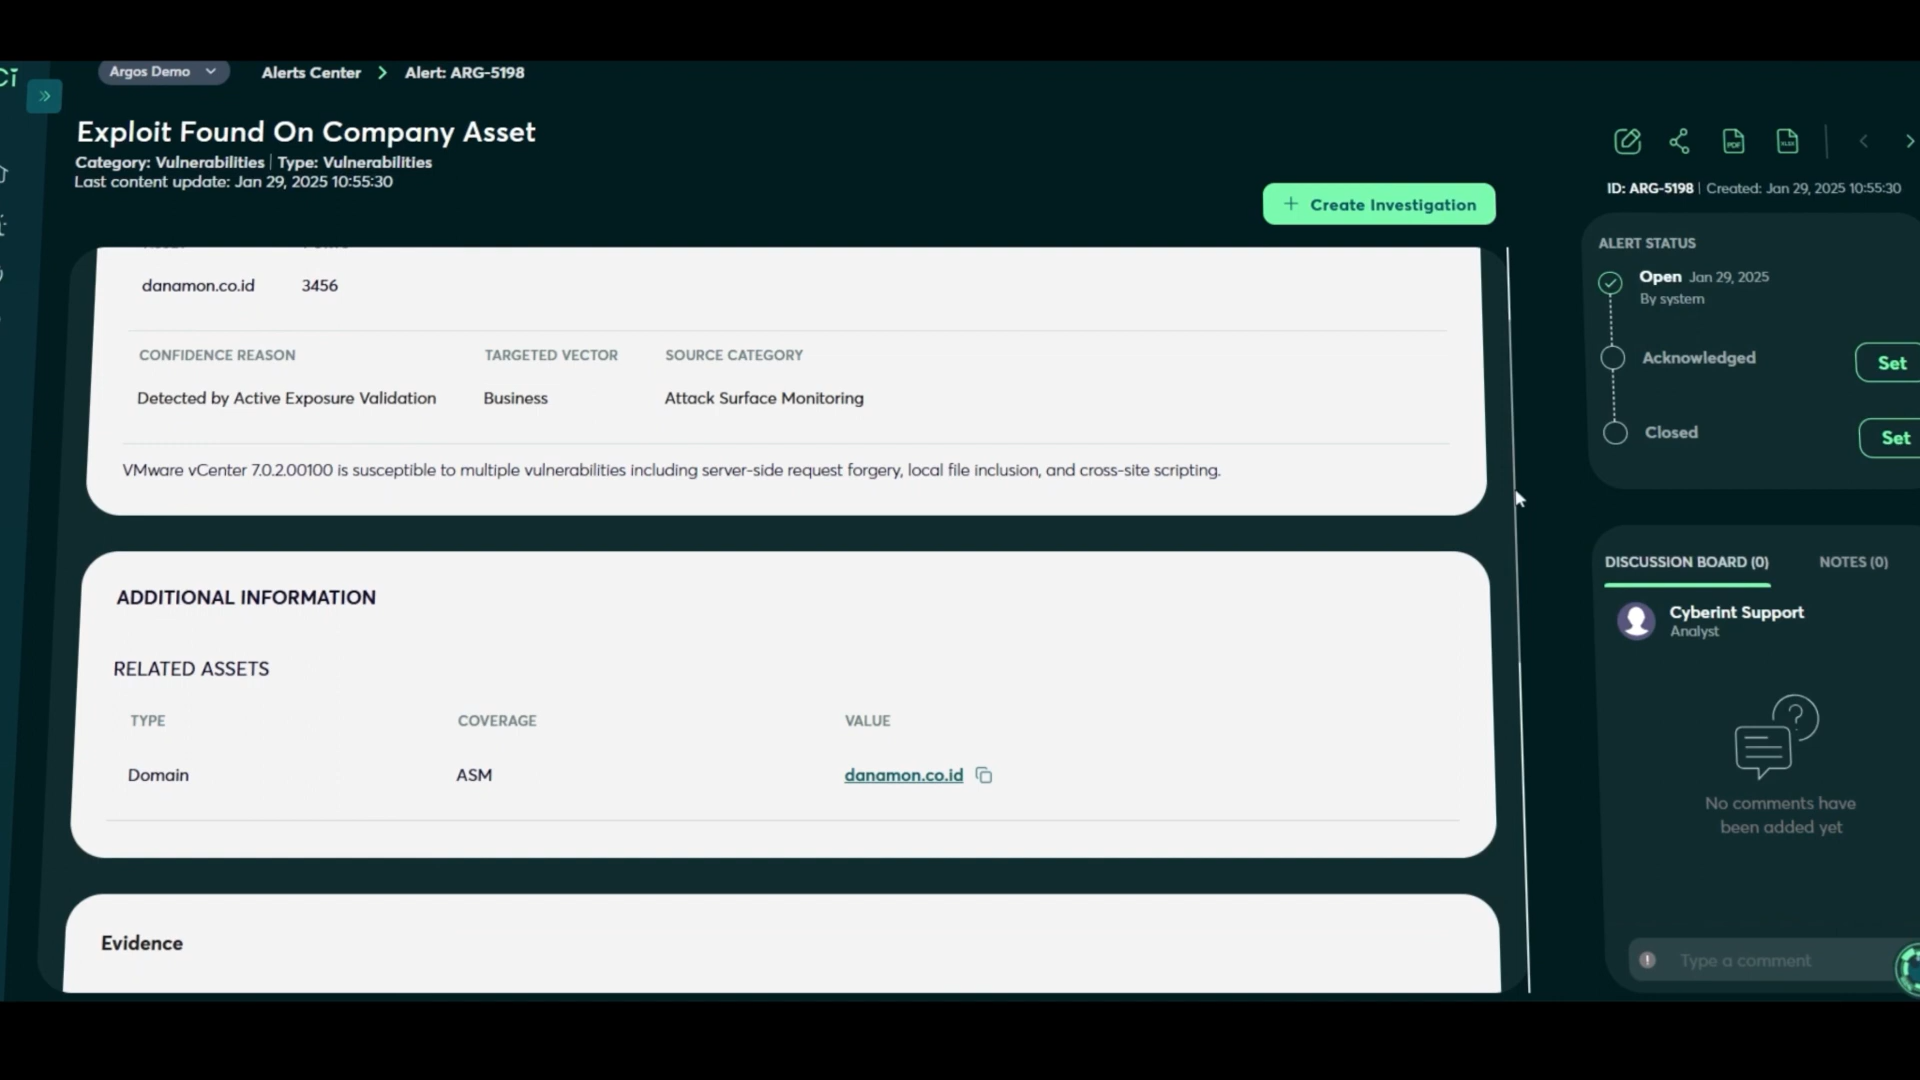 Argos Demo
Alerts Center
Alert: ARG-5198
Exploit Found On Company Asset
Category: Vulnerabilities | Type: Vulnerabilities
Last content update: Jan 29, 2025 10:55:30
PDF
XLSX
ID: ARG-5198 | Created: Jan 29, 2025 10:55:30
+ Create Investigation
danamon.co.id 3456
CONFIDENCE REASON TARGETED VECTOR SOURCE CATEGORY
Detected by Active Exposure Validation Business Attack Surface Monitoring
VMware vCenter 7.0.2.00100 is susceptible to multiple vulnerabilities including server-side request forgery, local file inclusion, and cross-site scripting.
ADDITIONAL INFORMATION
RELATED ASSETS
TYPE COVERAGE VALUE
Domain ASM danamon.co.id
Evidence
ALERT STATUS
Open Jan 29, 2025
By system
Acknowledged Set
Closed Set
DISCUSSION BOARD (0) NOTES (0)
Cyberint Support
Analyst
No comments have
been added yet
Type a comment